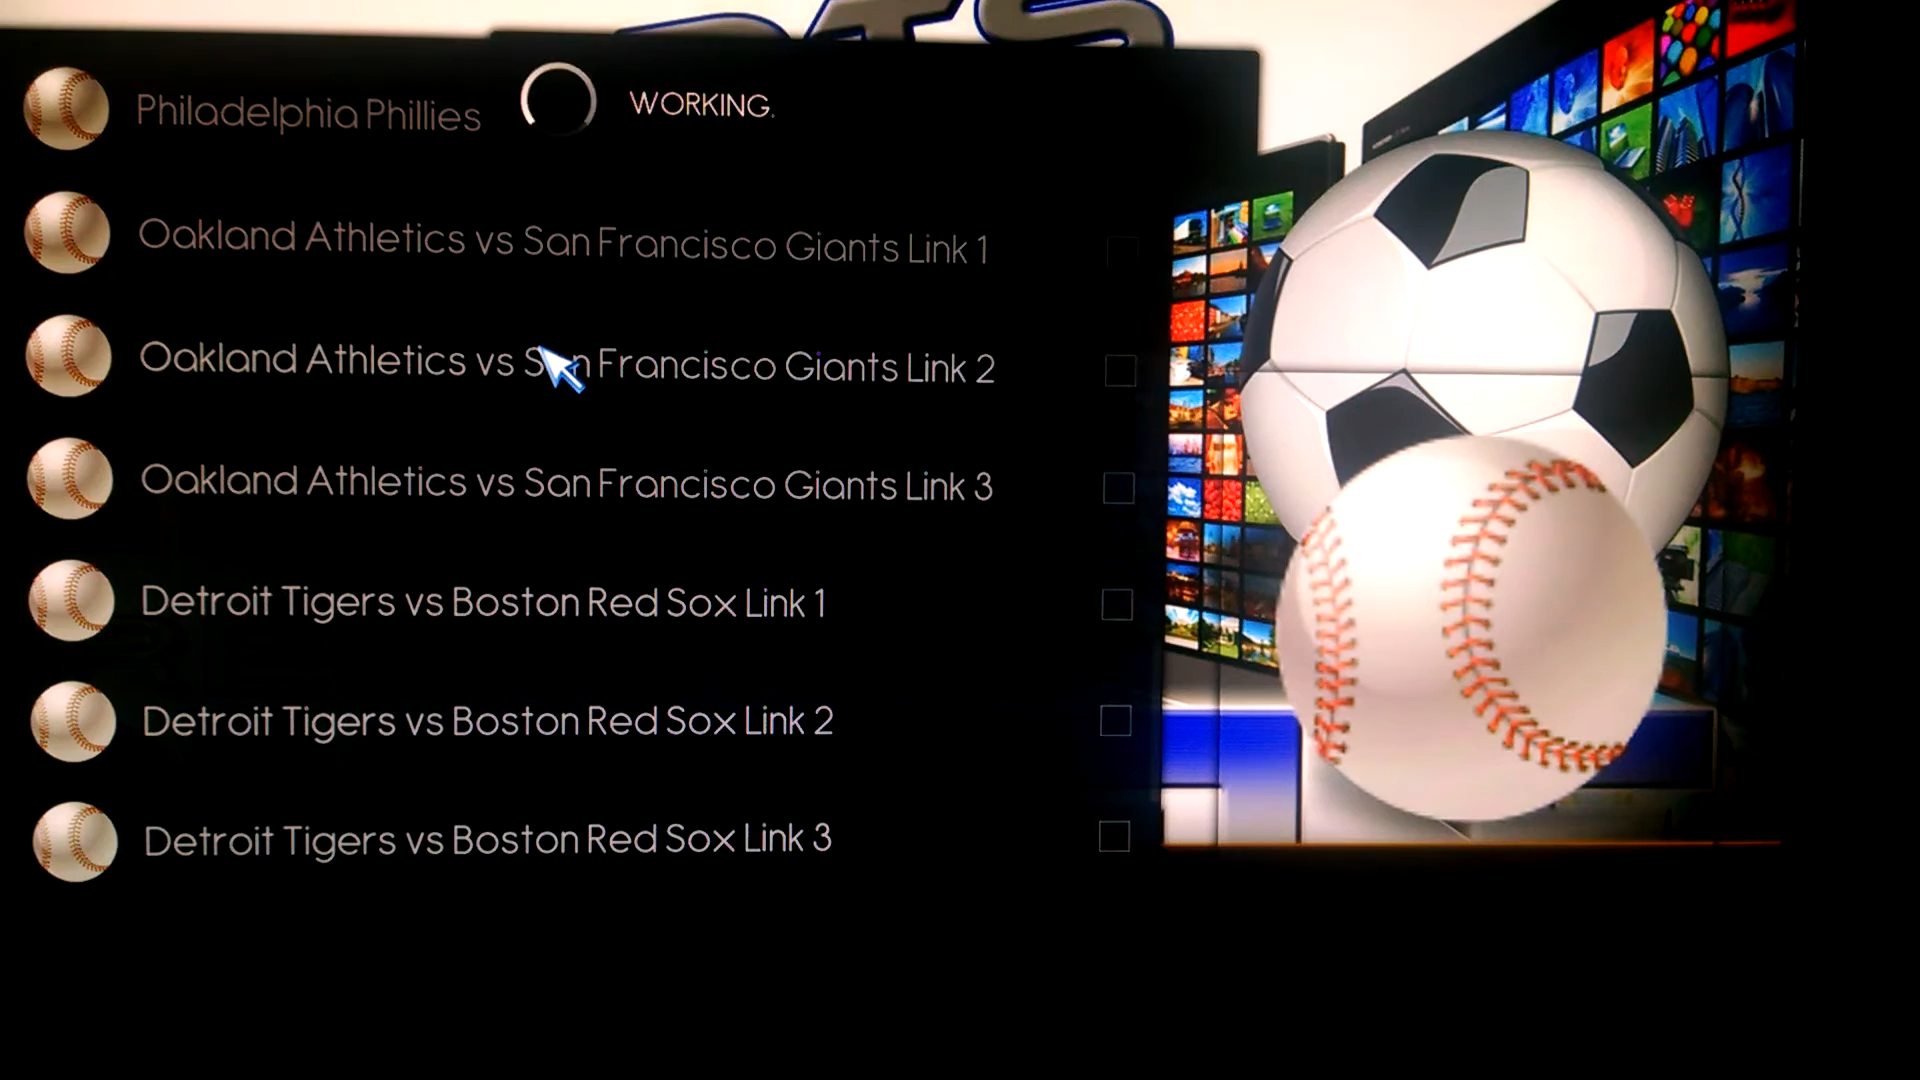 Philadelphia Phillies
WORKING.
Oakland Athletics vs San Francisco Giants Link 1
Oakland Athletics vs San Francisco Giants Link 2
Oakland Athletics vs San Francisco Giants Link 3
Detroit Tigers vs Boston Red Sox Link 1
Detroit Tigers vs Boston Red Sox Link 2
Detroit Tigers vs Boston Red Sox Link 3